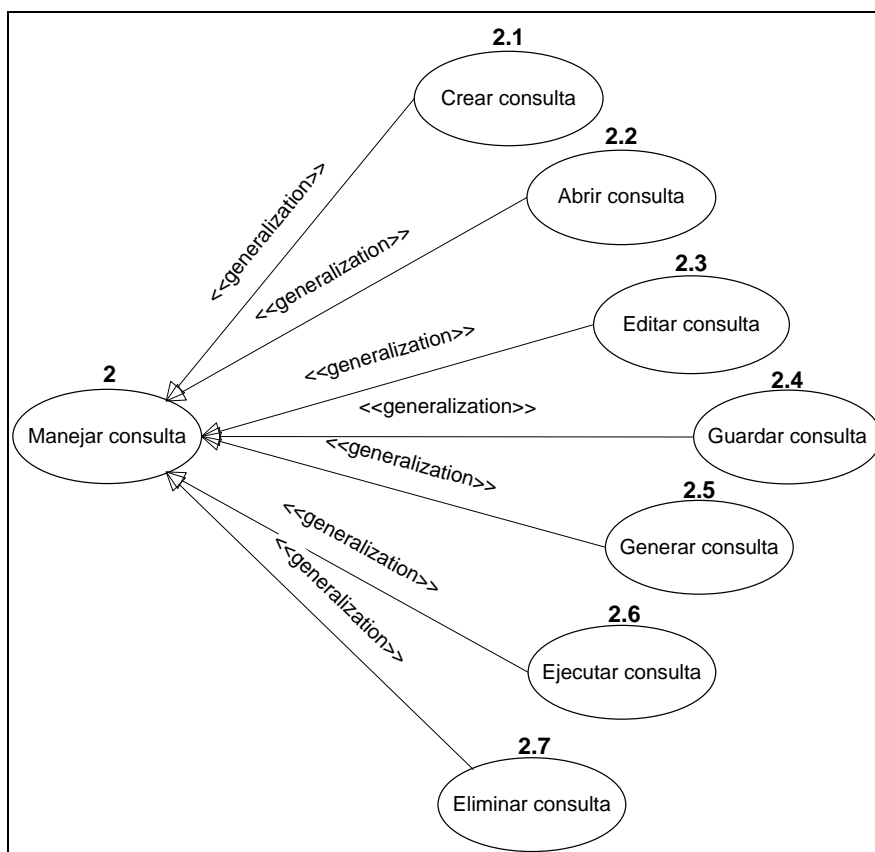 2.1
Crear consulta
2.2
Abrir consulta
<<generalization>>
<<generalization>>
2.3
Editar consulta
<<generalization>>
2
Manejar consulta
2.4
<<generalization>>
Guardar consulta
<<generalization>>
2.5
Generar consulta
<<generalization>>
<<generalization>>
2.6
Ejecutar consulta
2.7
Eliminar consulta